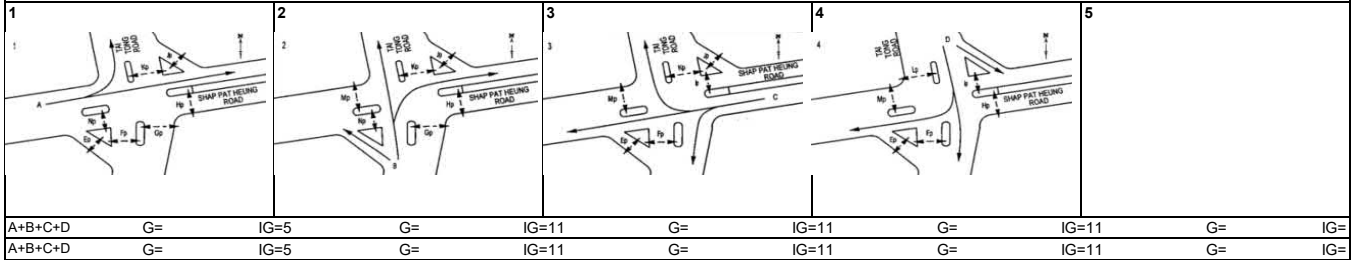 1
2
3
4
5
1
TAI TONG ROAD
N
Kp
A
SHAP PAT HEUNG ROAD
Hp
Np
Ep
Fp
Gp
2
TAI TONG ROAD
N
Kp
Mp
SHAP PAT HEUNG ROAD
Hp
Np
Gp
B
3
TAI TONG ROAD
N
Kp
SHAP PAT HEUNG ROAD
Mp
C
Ep
Fp
4
TAI TONG ROAD
D
N
Lp
Mp
SHAP PAT HEUNG ROAD
Hp
Ep
Fp
A+B+C+D G= IG=5 G= IG=11 G= IG=11 G= IG=11 G= IG=
A+B+C+D G= IG=5 G= IG=11 G= IG=11 G= IG=11 G= IG=